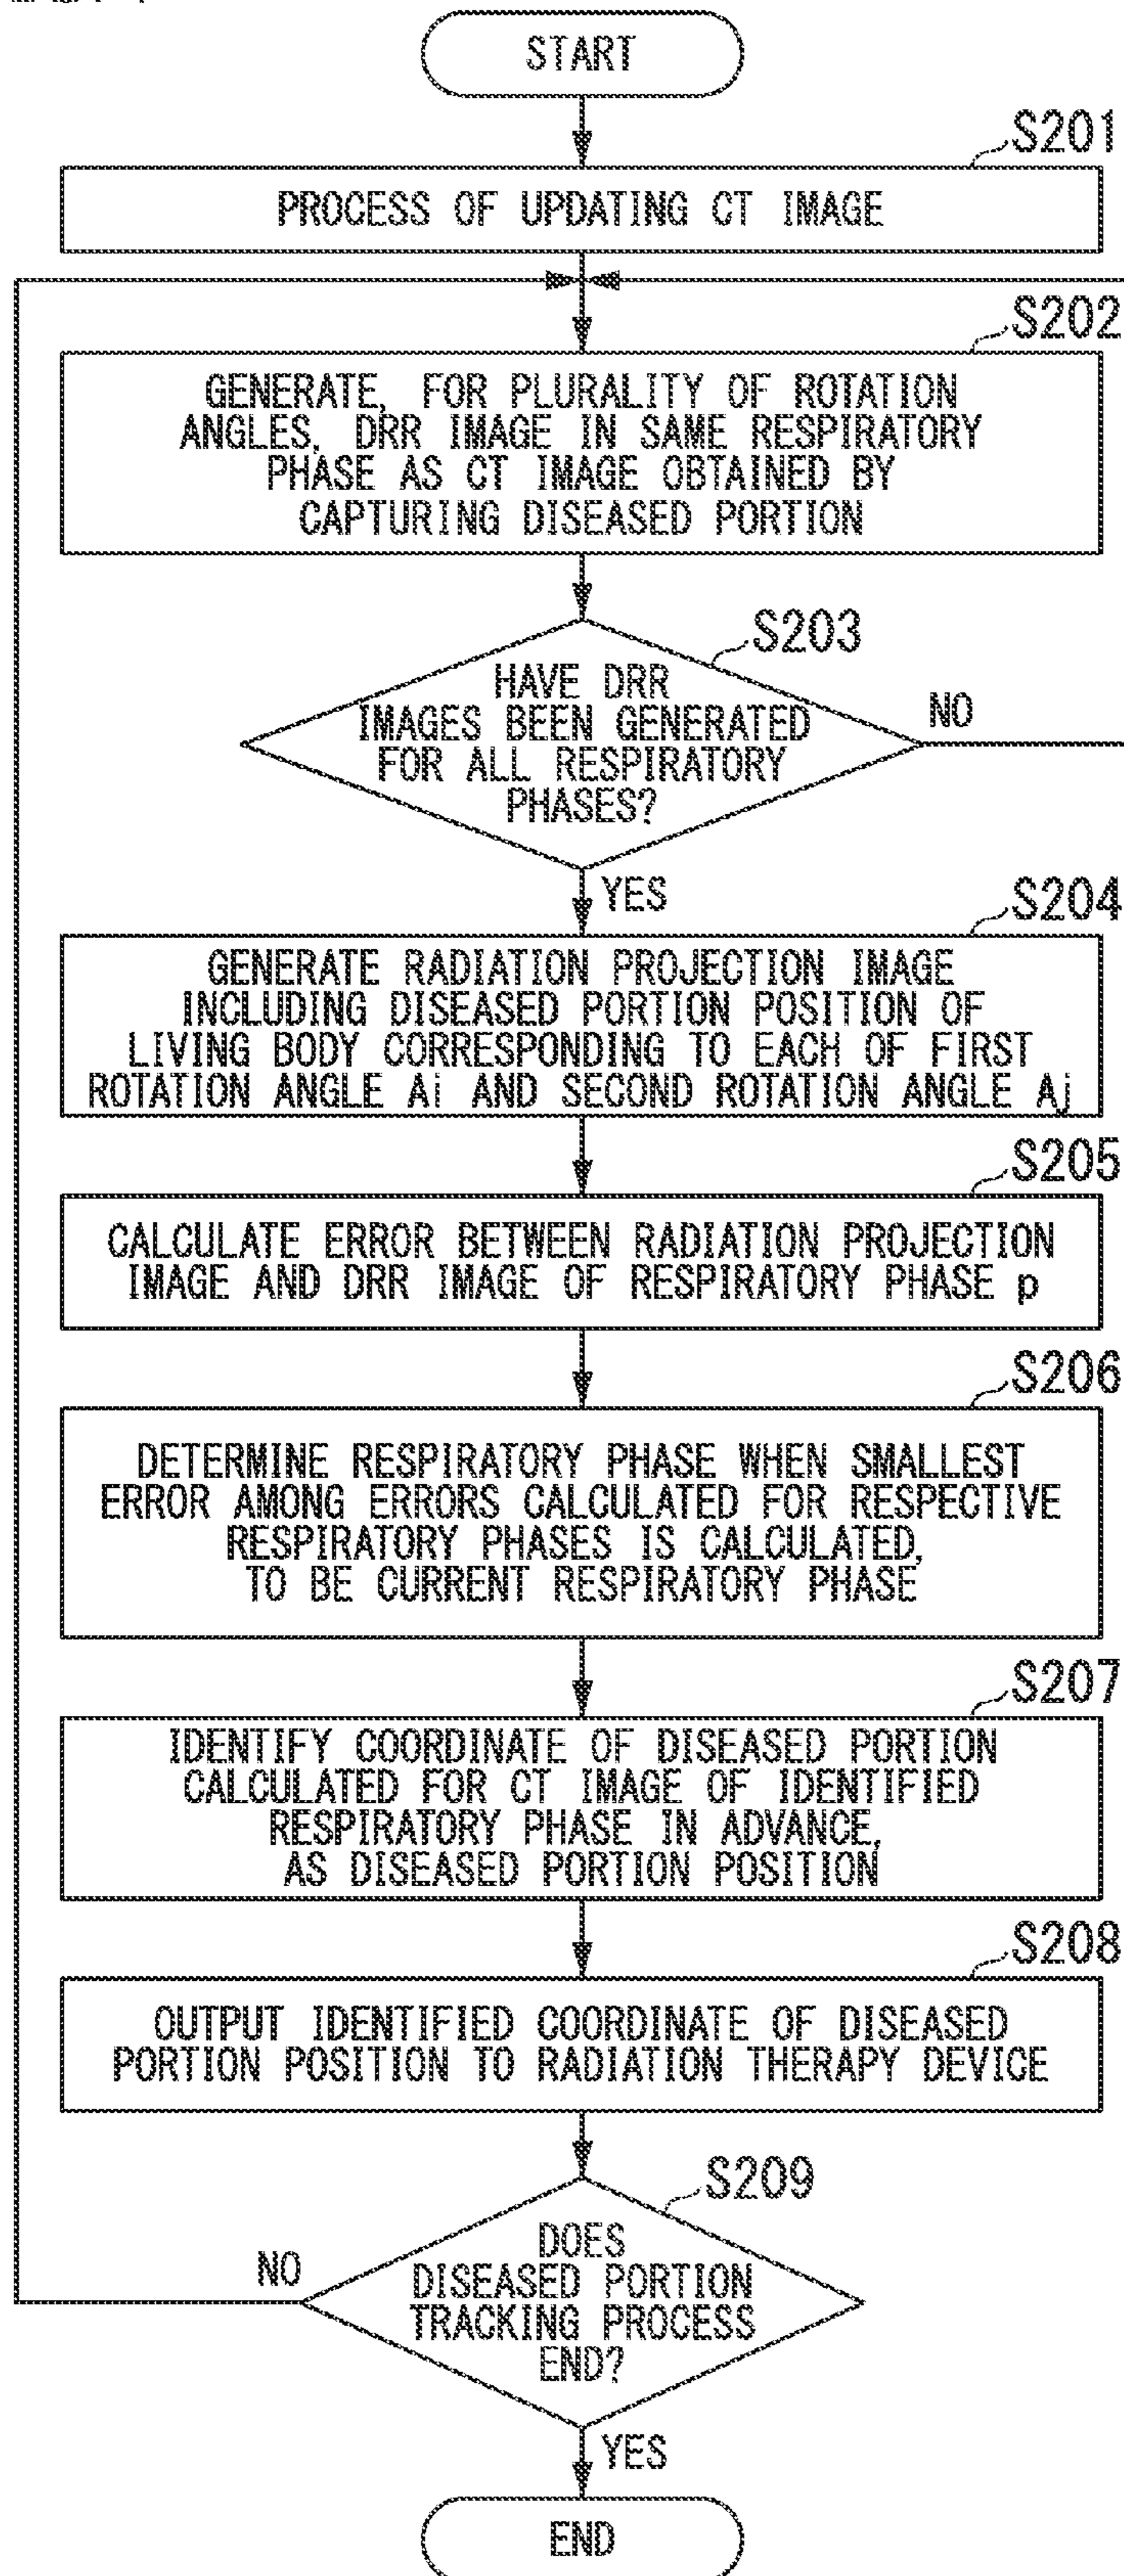 START
S201
PROCESS OF UPDATING CT IMAGE
S202
GENERATE, FOR PLURALITY OF ROTATION
ANGLES, DRR IMAGE IN SAME RESPIRATORY
PHASE AS CT IMAGE OBTAINED BY
CAPTURING DISEASED PORTION
S203
HAVE DRR
IMAGES BEEN GENERATED
FOR ALL RESPIRATORY
PHASES?
NO
YES
S204
GENERATE RADIATION PROJECTION IMAGE
INCLUDING DISEASED PORTION POSITION OF
LIVING BODY CORRESPONDING TO EACH OF FIRST
ROTATION ANGLE Ai AND SECOND ROTATION ANGLE Aj
S205
CALCULATE ERROR BETWEEN RADIATION PROJECTION
IMAGE AND DRR IMAGE OF RESPIRATORY PHASE p
S206
DETERMINE RESPIRATORY PHASE WHEN SMALLEST
ERROR AMONG ERRORS CALCULATED FOR RESPECTIVE
RESPIRATORY PHASES IS CALCULATED,
TO BE CURRENT RESPIRATORY PHASE
S207
IDENTIFY COORDINATE OF DISEASED PORTION
CALCULATED FOR CT IMAGE OF IDENTIFIED
RESPIRATORY PHASE IN ADVANCE,
AS DISEASED PORTION POSITION
S208
OUTPUT IDENTIFIED COORDINATE OF DISEASED
PORTION POSITION TO RADIATION THERAPY DEVICE
S209
DOES
DISEASED PORTION
TRACKING PROCESS
END?
NO
YES
END